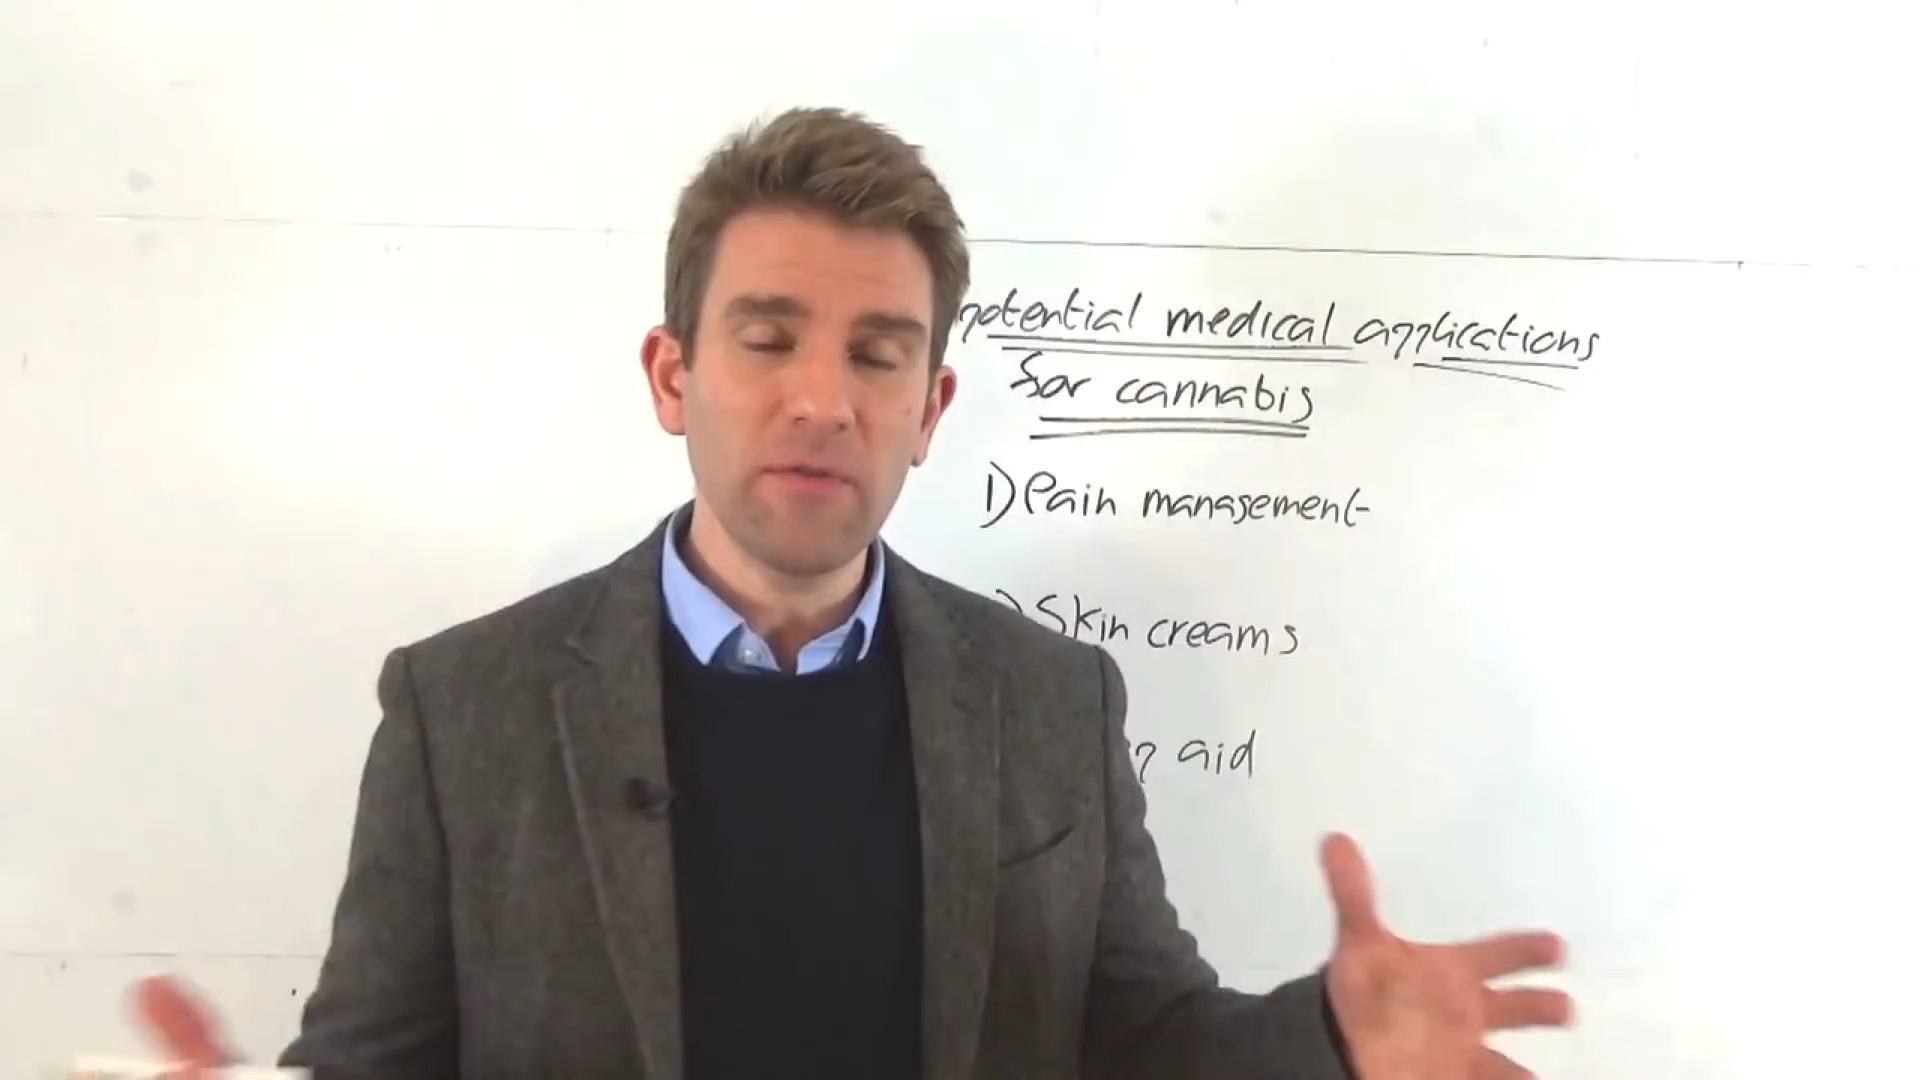 potential medical applications
for cannabis
1) Pain management
) Skin creams
aid